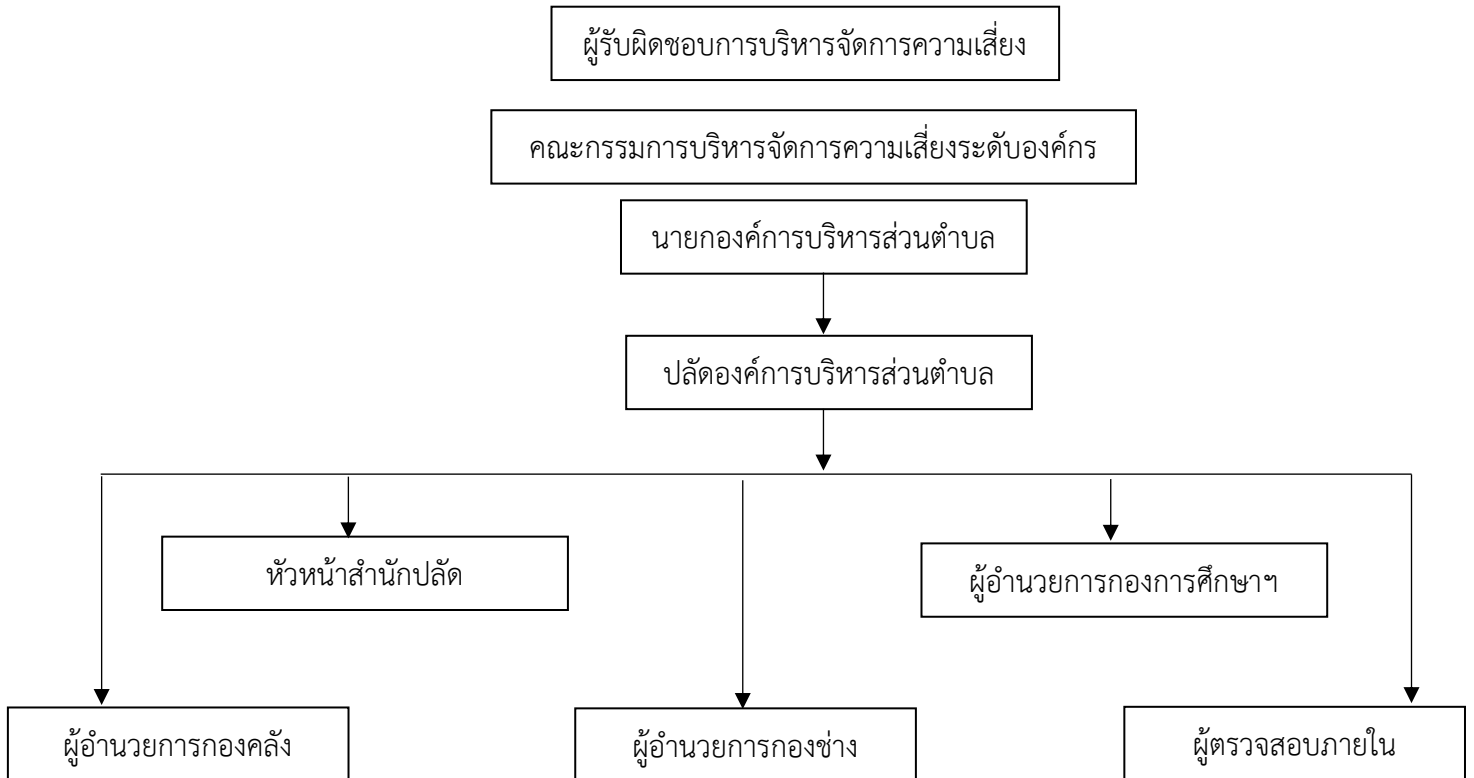 ผู้รับผิดชอบการบริหารจัดการความเสี่ยง
คณะกรรมการบริหารจัดการความเสี่ยงระดับองค์กร
นายกองค์การบริหารส่วนตำบล
ปลัดองค์การบริหารส่วนตำบล
หัวหน้าสำนักปลัด
ผู้อำนวยการกองการศึกษาฯ
ผู้อำนวยการกองคลัง
ผู้อำนวยการกองช่าง
ผู้ตรวจสอบภายใน